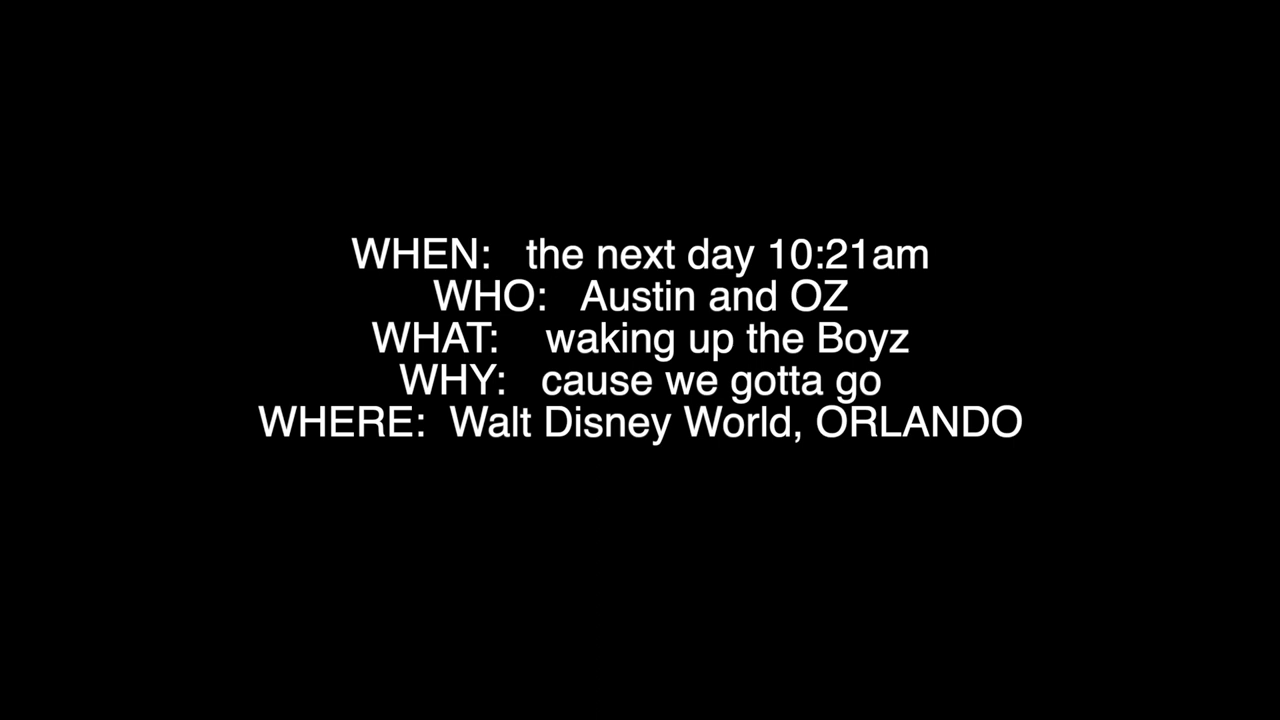 WHEN: the next day 10:21am
WHO: Austin and OZ
WHAT: waking up the Boyz
WHY: cause we gotta go
WHERE: Walt Disney World, ORLANDO